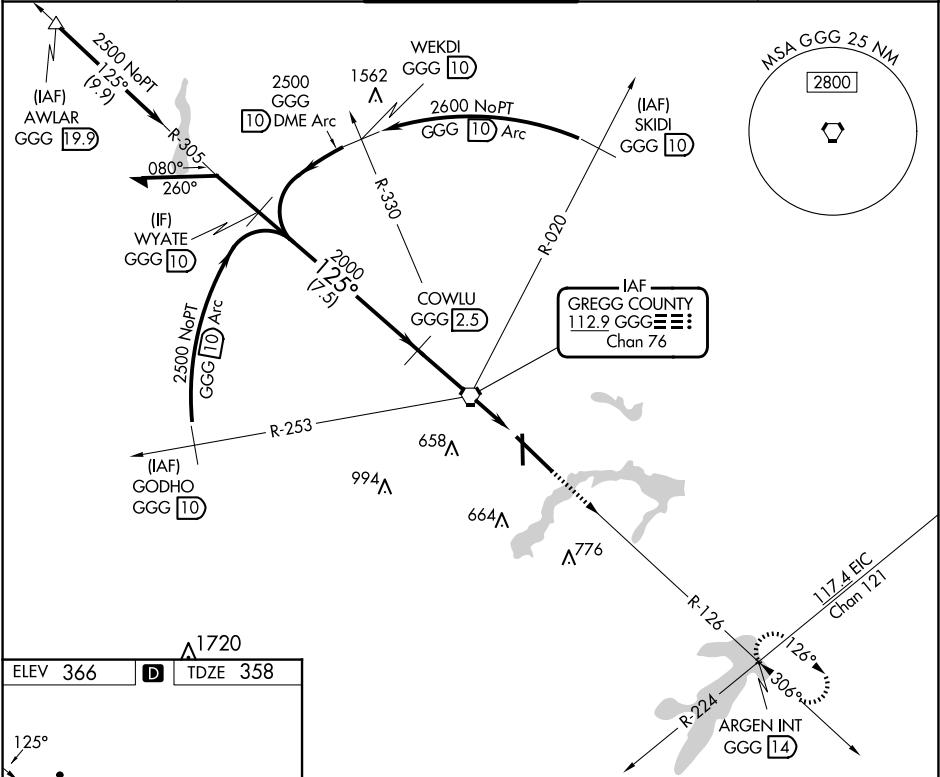 2500 NoPT
125°
(9.9)
(IAF)
AWLAR
GGG 19.9
R-305
080°
260°
(IF)
WYATE
GGG 10
2500
GGG
10 DME Arc
1562
WEKDI
GGG 10
2600 NoPT
GGG 10 Arc
(IAF)
SKIDI
GGG 10
MSA GGG 25 NM
2800
R-330
R-020
2000
125°
(7.5)
COWLU
GGG 2.5
IAF
GREGG COUNTY
112.9 GGG
Chan 76
2500 NoPT
GGG 10 Arc
R-253
(IAF)
GODHO
GGG 10
658
994
664
776
117.4 EIC
Chan 121
R-126
126°
306°
R-224
ARGEN INT
GGG 14
1720
ELEV 366
D
TDZE 358
125°